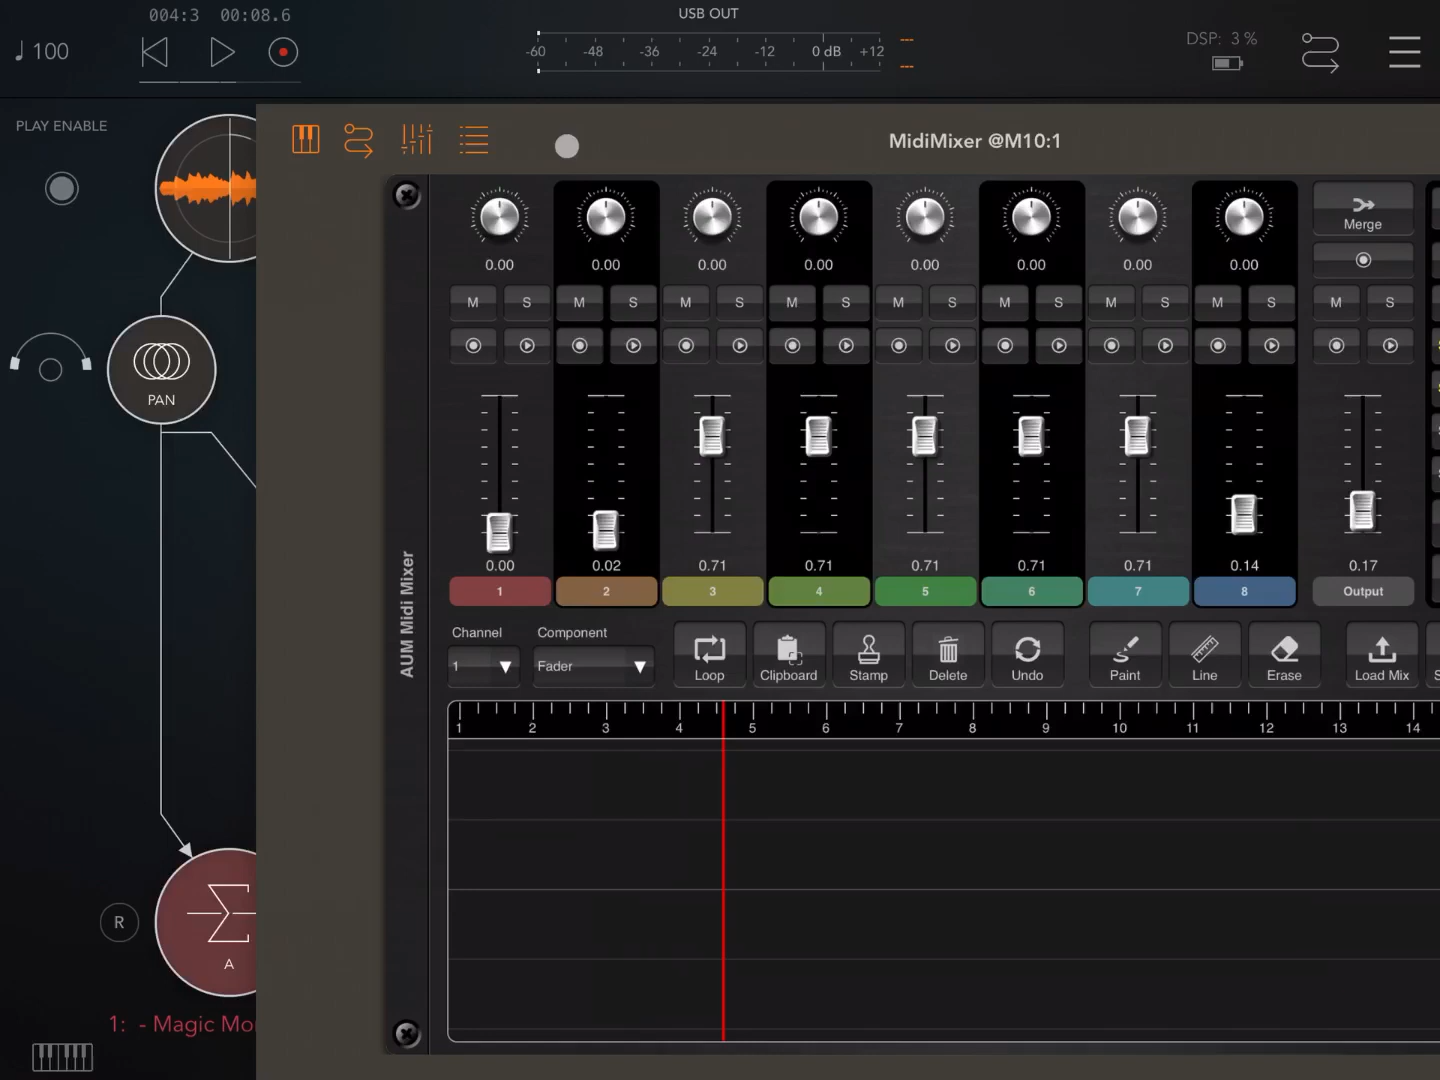 004:3 00:08.6
USB OUT
100
-60 -48 -36 -24 -12 0 dB +12
DSP: 3 %
PLAY ENABLE
MidiMixer @M10:1
Merge
0.00 0.00 0.00 0.00 0.00 0.00 0.00 0.00
M S M S M S M S M S M S M S M S M S
PAN
0.00 0.02 0.71 0.71 0.71 0.71 0.71 0.14 0.17
1 2 3 4 5 6 7 8 Output
AUM Midi Mixer
Channel Component
1 Fader
Loop Clipboard Stamp Delete Undo Paint Line Erase Load Mix
1 2 3 4 5 6 7 8 9 10 11 12 13 14
R
A
1: - Magic Mo